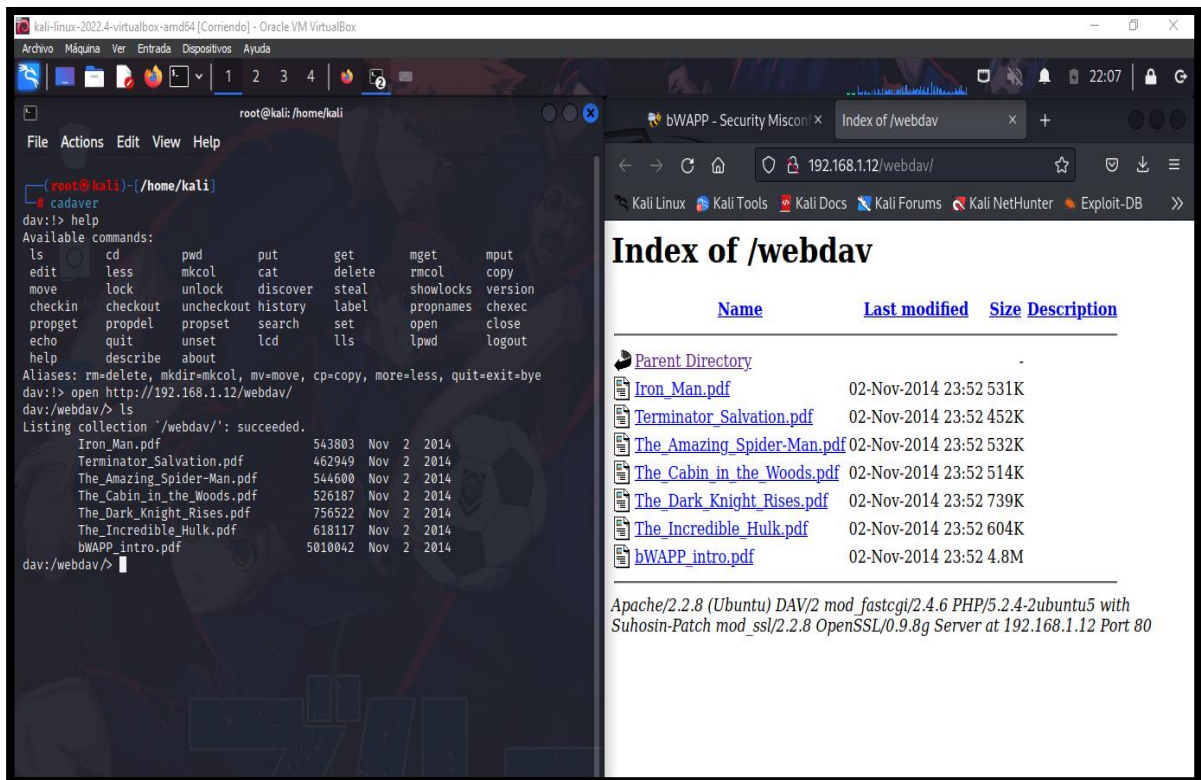 kali-linux-2022.4-virtualbox-amd64 [Corriendo] - Oracle VM VirtualBox
Archivo Máquina Ver Entrada Dispositivos Ayuda
1 2 3 4
22:07
root@kali: /home/kali
File Actions Edit View Help
(root㉿kali)-[/home/kali]
# cadaver
dav:!> help
Available commands:
ls cd pwd put get mget mput
edit less mkcol cat delete rmcol copy
move lock unlock discover steal showlocks version
checkin checkout uncheckout history label propnames chexec
propget propdel propset search set open close
echo quit unset lcd lls lpwd logout
help describe about
Aliases: rm=delete, mkdir=mkcol, mv=move, cp=copy, more=less, quit=exit=bye
dav:!> open http://192.168.1.12/webdav/
dav:/webdav/> ls
Listing collection `/webdav/': succeeded.
Iron_Man.pdf 543803 Nov 2 2014
Terminator_Salvation.pdf 462949 Nov 2 2014
The_Amazing_Spider-Man.pdf 544600 Nov 2 2014
The_Cabin_in_the_Woods.pdf 526187 Nov 2 2014
The_Dark_Knight_Rises.pdf 756522 Nov 2 2014
The_Incredible_Hulk.pdf 618117 Nov 2 2014
bWAPP_intro.pdf 5010042 Nov 2 2014
dav:/webdav/>
bWAPP - Security Miscon
Index of /webdav
192.168.1.12/webdav/
Kali Linux Kali Tools Kali Docs Kali Forums Kali NetHunter Exploit-DB
Index of /webdav
Name Last modified Size Description
Parent Directory -
Iron_Man.pdf 02-Nov-2014 23:52 531K
Terminator_Salvation.pdf 02-Nov-2014 23:52 452K
The_Amazing_Spider-Man.pdf 02-Nov-2014 23:52 532K
The_Cabin_in_the_Woods.pdf 02-Nov-2014 23:52 514K
The_Dark_Knight_Rises.pdf 02-Nov-2014 23:52 739K
The_Incredible_Hulk.pdf 02-Nov-2014 23:52 604K
bWAPP_intro.pdf 02-Nov-2014 23:52 4.8M
Apache/2.2.8 (Ubuntu) DAV/2 mod_fastcgi/2.4.6 PHP/5.2.4-2ubuntu5 with
Suhosin-Patch mod_ssl/2.2.8 OpenSSL/0.9.8g Server at 192.168.1.12 Port 80